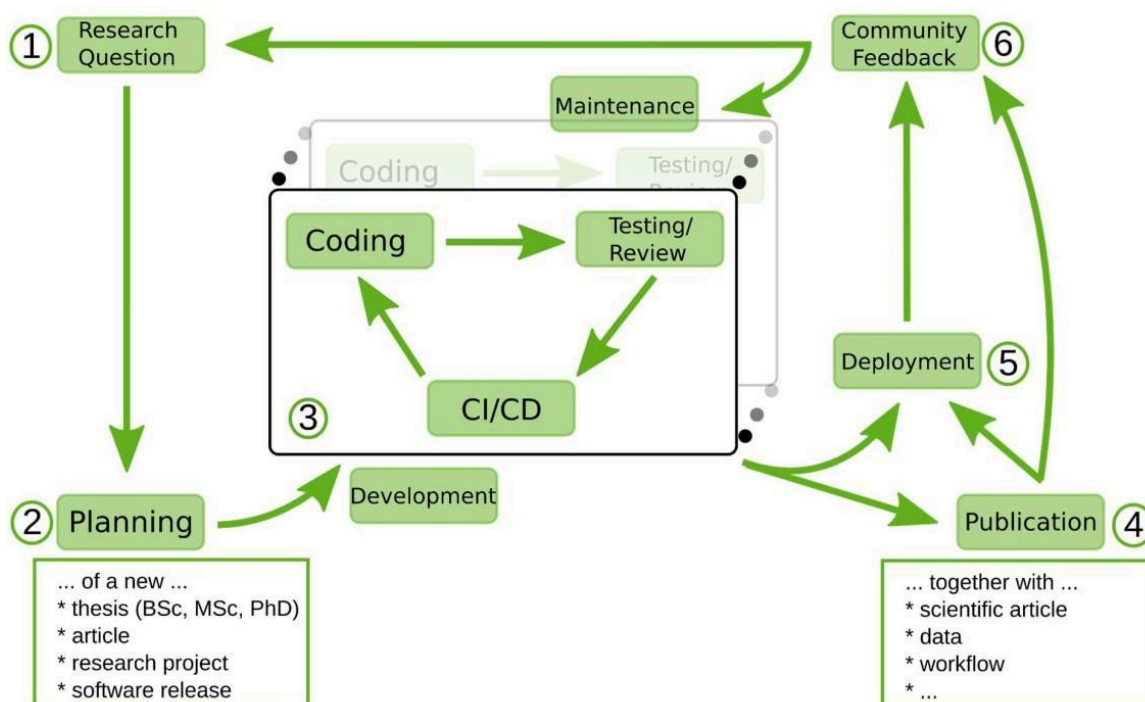 1
Research
Question
Community
Feedback
6
Maintenance
Coding
Testing/
Review
Coding
Testing/
Review
CI/CD
3
Development
Deployment
5
2
Planning
... of a new ...
* thesis (BSc, MSc, PhD)
* article
* research project
* software release
Publication
4
... together with ...
* scientific article
* data
* workflow
* ...